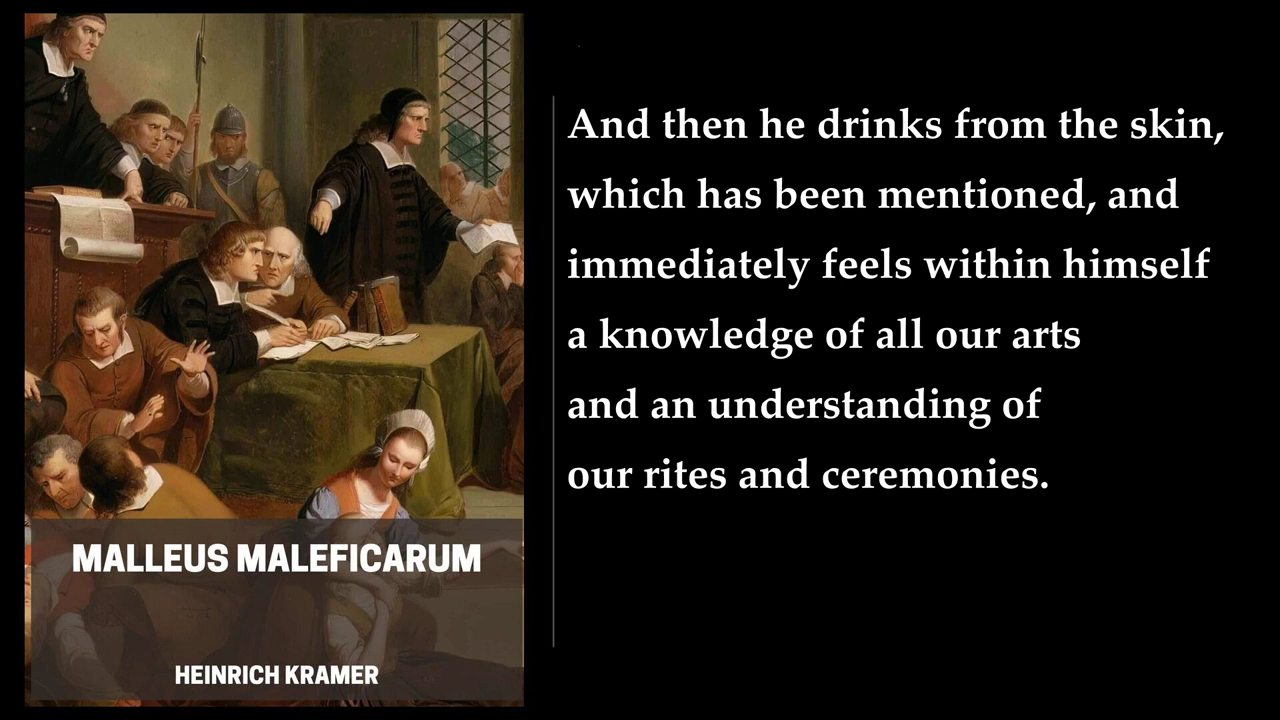 And then he drinks from the skin,
which has been mentioned, and
immediately feels within himself
a knowledge of all our arts
and an understanding of
our rites and ceremonies.
MALLEUS MALEFICARUM
HEINRICH KRAMER